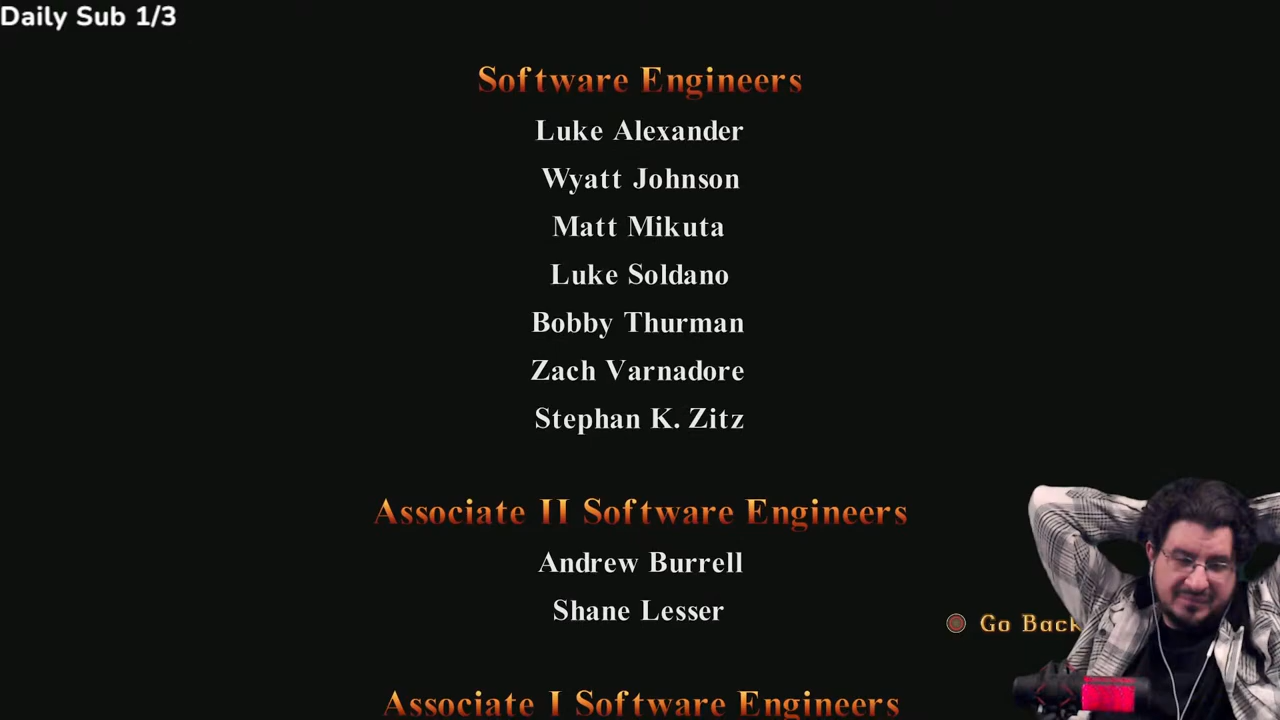 Daily Sub 1/3
Software Engineers
Luke Alexander
Wyatt Johnson
Matt Mikuta
Luke Soldano
Bobby Thurman
Zach Varnadore
Stephan K. Zitz
Associate II Software Engineers
Andrew Burrell
Shane Lesser
Go Back
Associate I Software Engineers